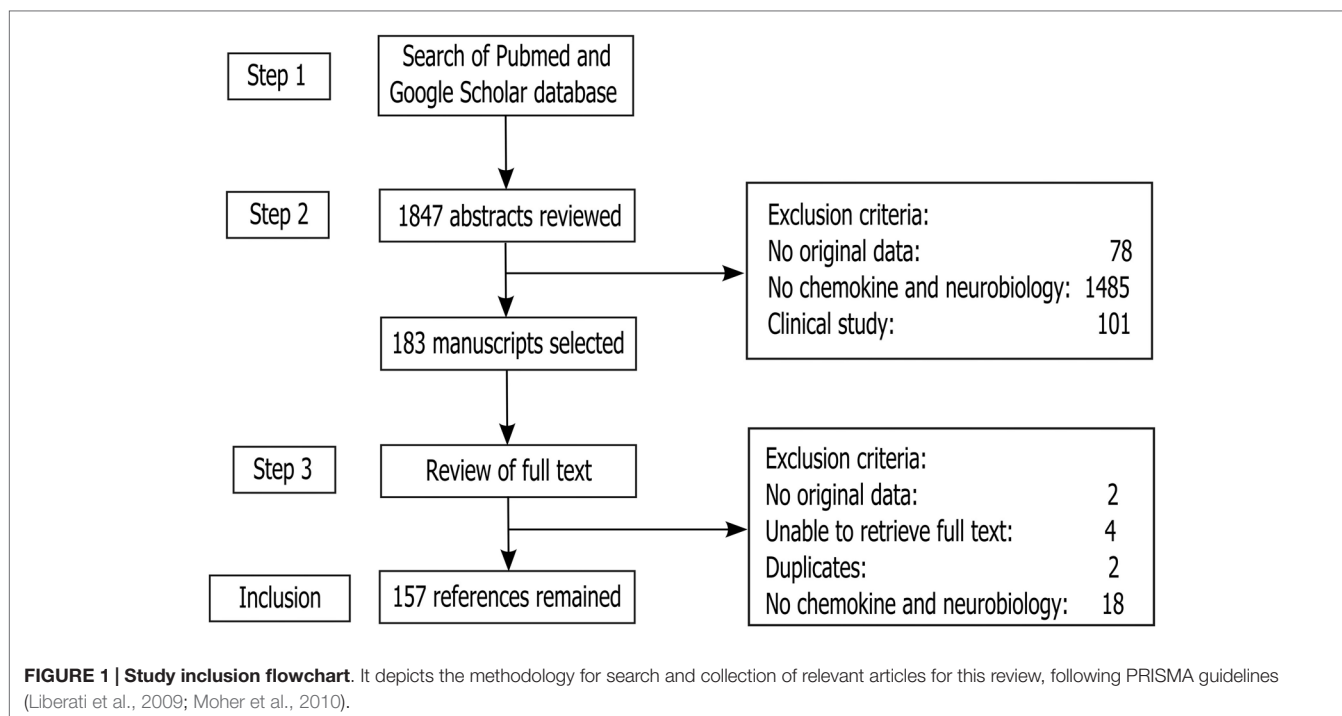 Step 1
Search of Pubmed and
Google Scholar database
Step 2
1847 abstracts reviewed
Exclusion criteria:
No original data: 78
No chemokine and neurobiology: 1485
Clinical study: 101
183 manuscripts selected
Step 3
Review of full text
Exclusion criteria:
No original data: 2
Unable to retrieve full text: 4
Duplicates: 2
No chemokine and neurobiology: 18
Inclusion
157 references remained
FIGURE 1 | Study inclusion flowchart. It depicts the methodology for search and collection of relevant articles for this review, following PRISMA guidelines
(Liberati et al., 2009; Moher et al., 2010).